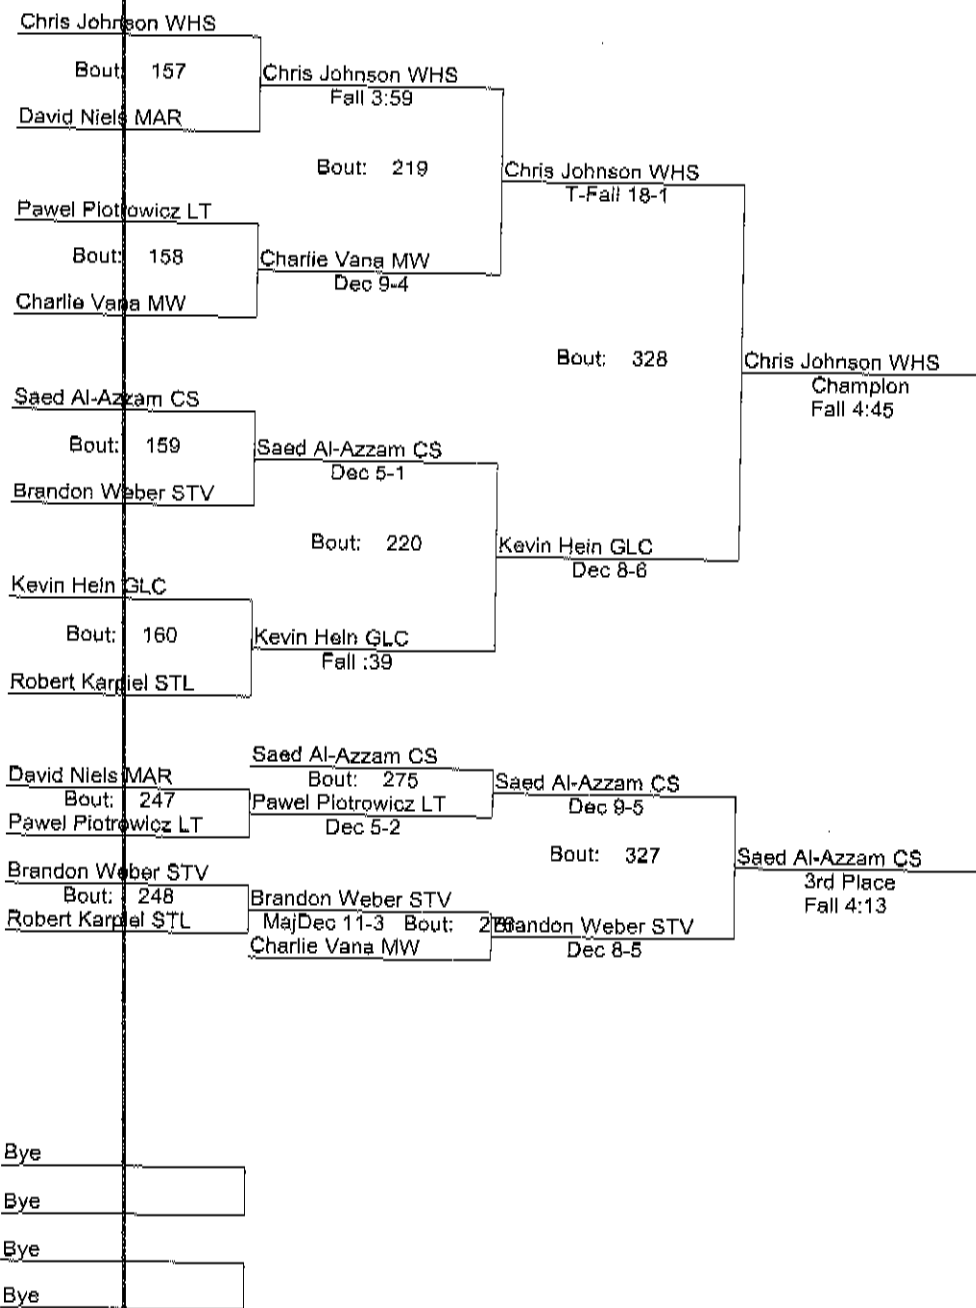 Chris Johnson WHS
Bout: 157
Chris Johnson WHS
Fall 3:59
David Niels MAR
Bout: 219
Chris Johnson WHS
T-Fall 18-1
Pawel Piotrowicz LT
Bout: 158
Charlie Vana MW
Dec 9-4
Charlie Vana MW
Bout: 328
Chris Johnson WHS
Champion
Fall 4:45
Saed Al-Azzam CS
Bout: 159
Saed Al-Azzam CS
Dec 5-1
Brandon Weber STV
Bout: 220
Kevin Hein GLC
Dec 8-6
Kevin Hein GLC
Bout: 160
Kevin Hein GLC
Fall :39
Robert Karpiel STL
Saed Al-Azzam CS
David Niels MAR
Bout: 275
Saed Al-Azzam CS
Bout: 247
Pawel Piotrowicz LT
Dec 9-5
Pawel Piotrowicz LT
Dec 5-2
Bout: 327
Saed Al-Azzam CS
3rd Place
Fall 4:13
Brandon Weber STV
Bout: 248
Brandon Weber STV
Robert Karpiel STL
MajDec 11-3 Bout: 276
Brandon Weber STV
Charlie Vana MW
Dec 8-5
Bye
Bye
Bye
Bye